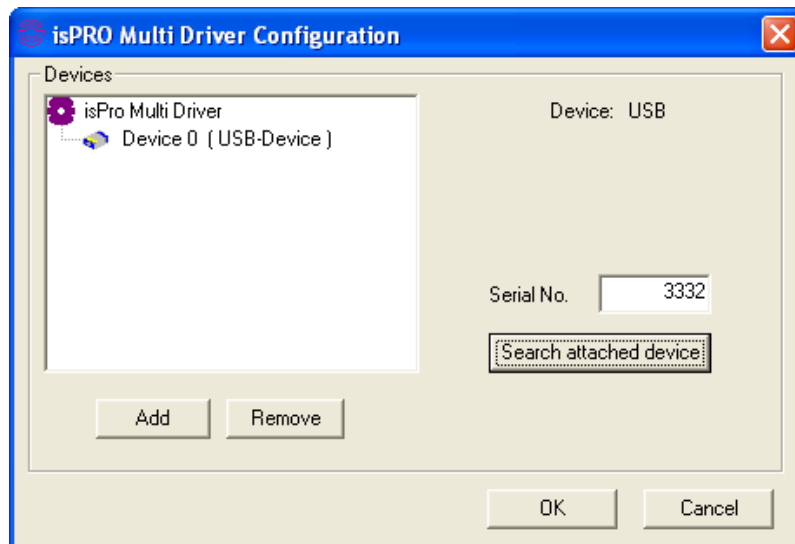 isPRO Multi Driver Configuration
Devices
isPro Multi Driver
Device 0 ( USB-Device )
Device: USB
Serial No. 3332
Search attached device
Add Remove
OK Cancel